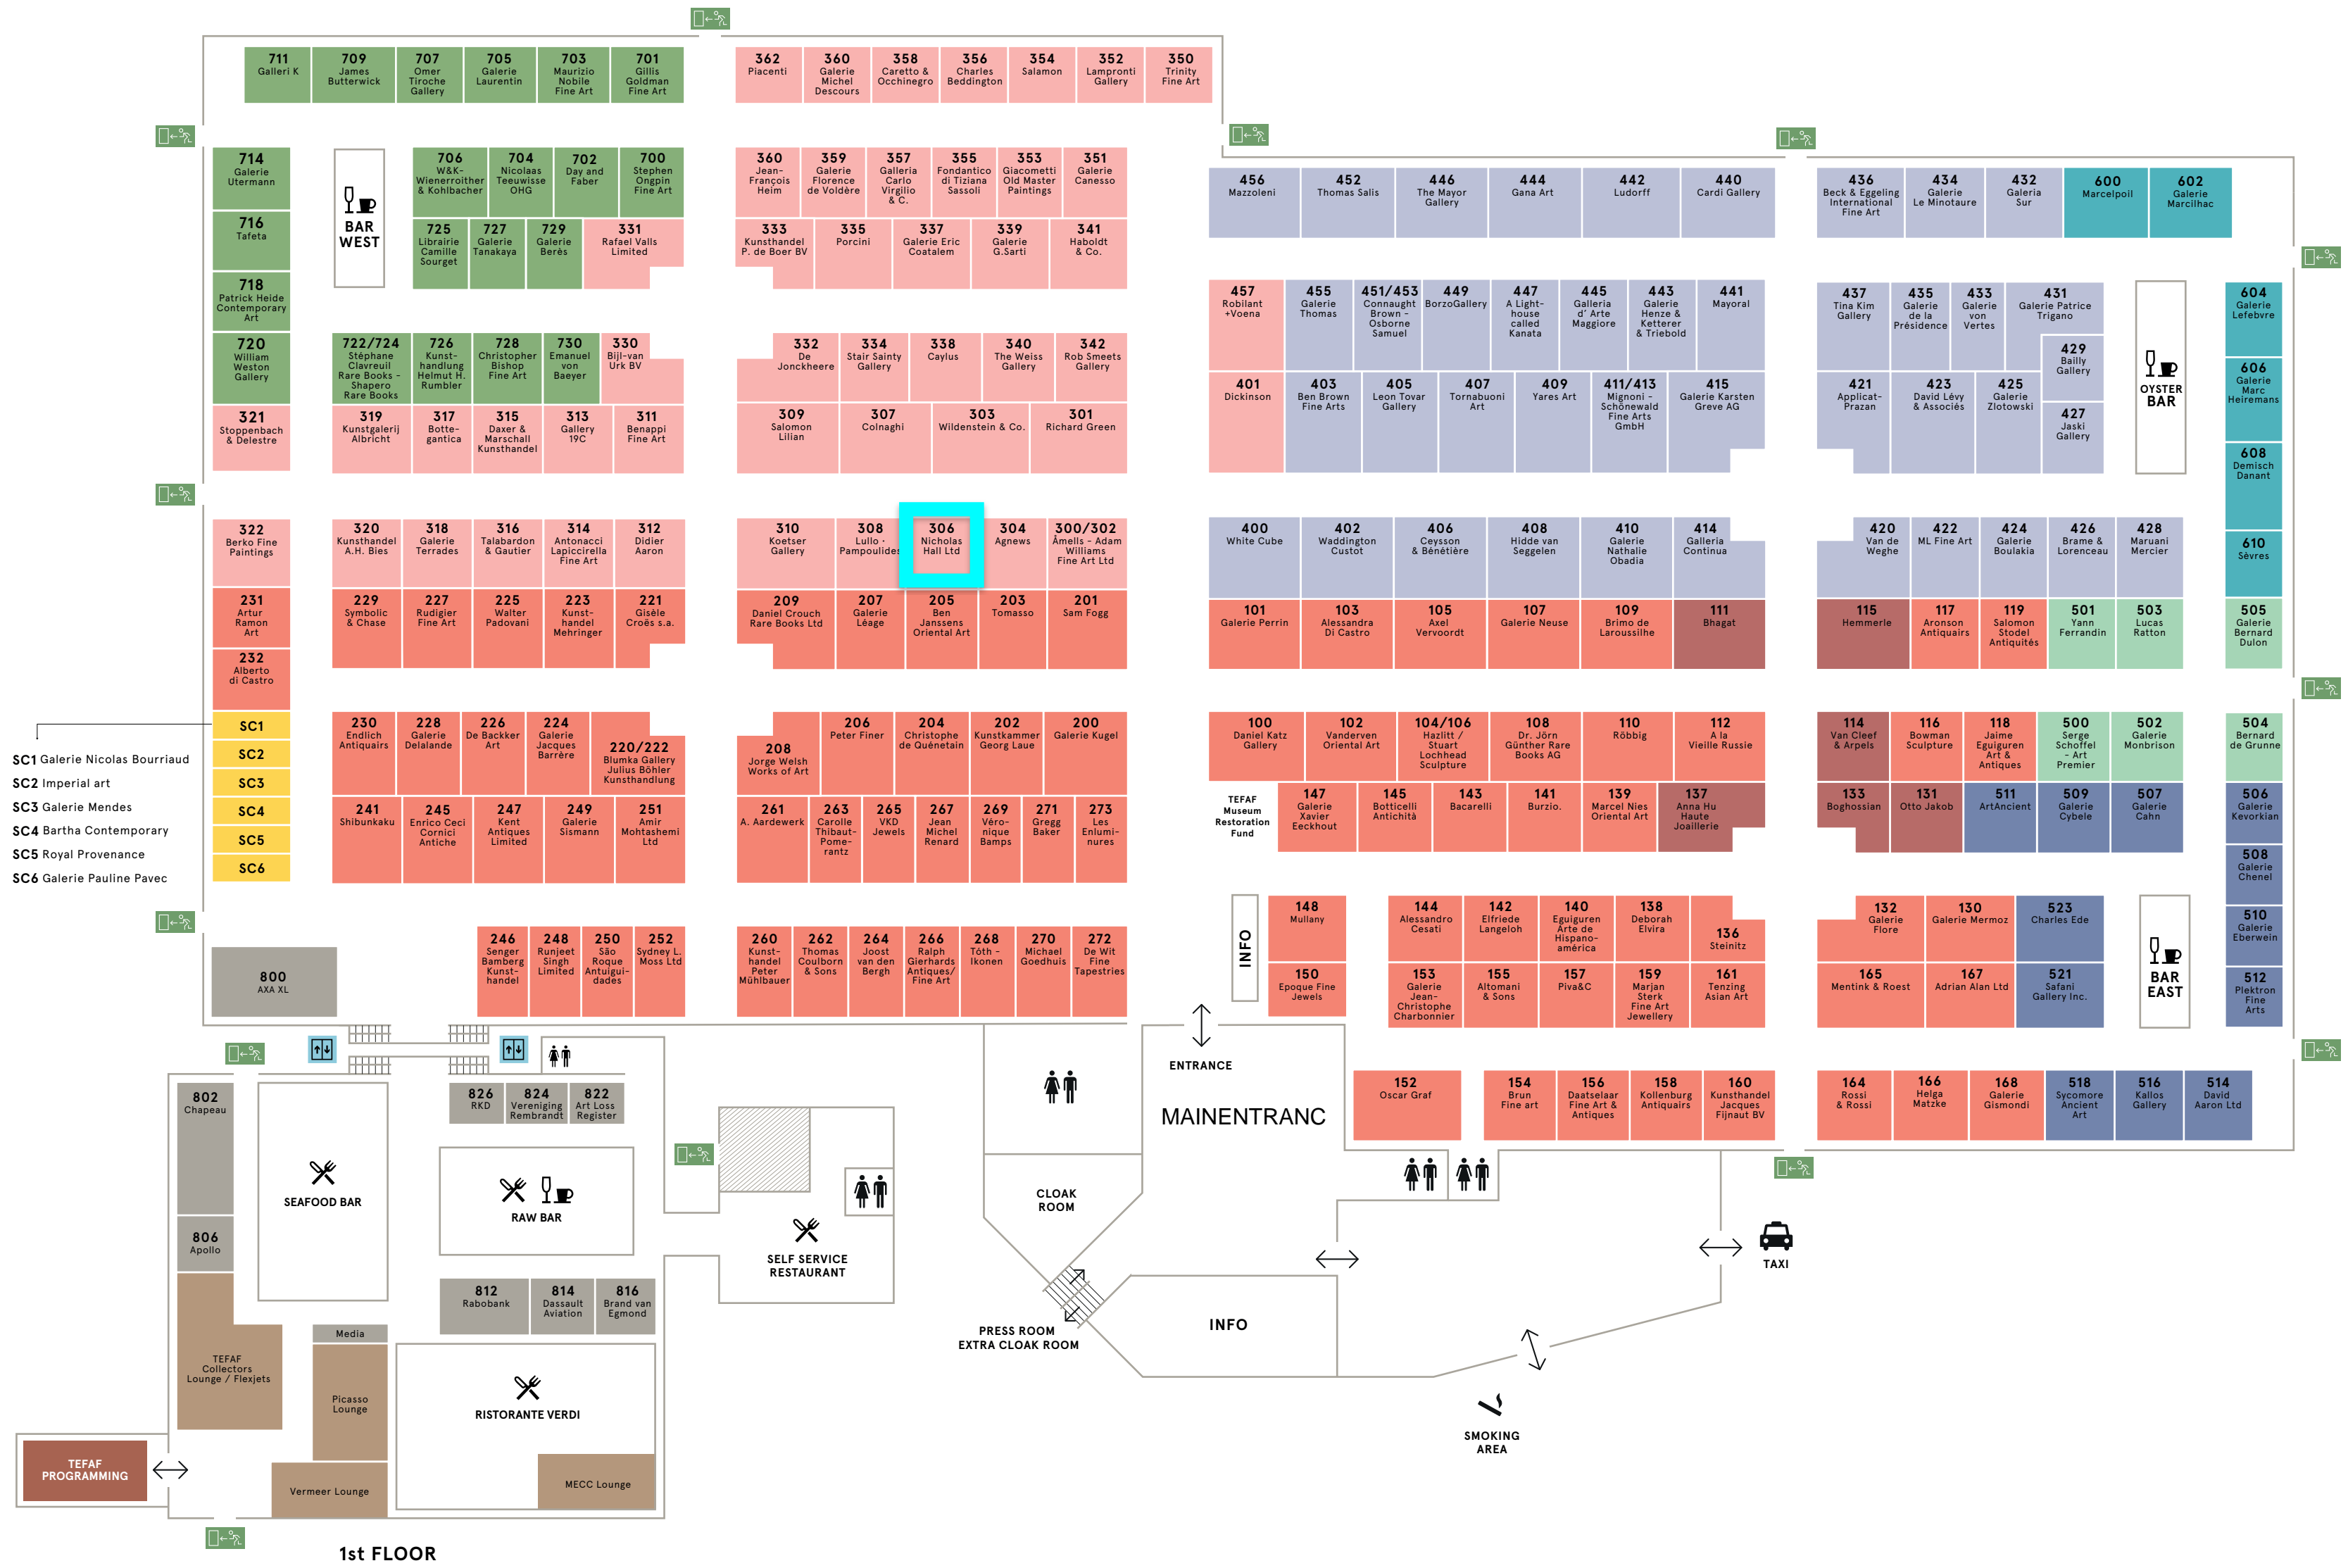 711
Galleri K
709
James
Butterwick
707
Omer
Tiroche
Gallery
705
Galerie
Laurentin
703
Maurizio
Nobile
Fine Art
701
Gillis
Goldman
Fine Art
362
Piacenti
360
Galerie
Michel
Descours
358
Caretto &
Occhinegro
356
Charles
Beddington
354
Salamon
352
Lampronti
Gallery
350
Trinity
Fine Art
714
Galerie
Utermann
716
Tafeta
718
Patrick Heide
Contemporary
Art
720
William
Weston
Gallery
321
Stoppenbach
& Delestre
BAR
WEST
706
W&K-
Wienerroither
& Kohlbacher
704
Nicolaas
Teeuwisse
OHG
702
Day and
Faber
700
Stephen
Ongpin
Fine Art
725
Librairie
Camille
Sourget
727
Galerie
Tanakaya
729
Galerie
Berès
331
Rafael Valls
Limited
360
Jean-
François
Heim
359
Galerie
Florence
de Voldère
357
Galleria
Carlo
Virgilio
& C.
355
Fondantico
di Tiziana
Sassoli
353
Giacometti
Old Master
Paintings
351
Galerie
Canesso
333
Kunsthandel
P. de Boer BV
335
Porcini
337
Galerie Eric
Coatalem
339
Galerie
G.Sarti
341
Haboldt
& Co.
456
Mazzoleni
452
Thomas Salis
446
The Mayor
Gallery
444
Gana Art
442
Ludorff
440
Cardi Gallery
436
Beck & Eggeling
International
Fine Art
434
Galerie
Le Minotaure
432
Galeria
Sur
600
Marcelpoil
602
Galerie
Marcilhac
722/724
Stéphane
Clavreuil
Rare Books -
Shapero
Rare Books
726
Kunst-
handlung
Helmut H.
Rumbler
728
Christopher
Bishop
Fine Art
730
Emanuel
von
Baeyer
330
Bijl-van
Urk BV
319
Kunstgalerij
Albricht
317
Botte-
gantica
315
Daxer &
Marschall
Kunsthandel
313
Gallery
19C
311
Benappi
Fine Art
332
De
Jonckheere
334
Stair Sainty
Gallery
338
Caylus
340
The Weiss
Gallery
342
Rob Smeets
Gallery
309
Salomon
Lilian
307
Colnaghi
303
Wildenstein & Co.
301
Richard Green
457
Robilant
+Voena
455
Galerie
Thomas
451/453
Connaught
Brown -
Osborne
Samuel
449
BorzoGallery
447
A Light-
house
called
Kanata
445
Galleria
d' Arte
Maggiore
443
Galerie
Henze &
Ketterer
& Triebold
441
Mayoral
401
Dickinson
403
Ben Brown
Fine Arts
405
Leon Tovar
Gallery
407
Tornabuoni
Art
409
Yares Art
411/413
Mignoni -
Schönewald
Fine Arts
GmbH
415
Galerie Karsten
Greve AG
437
Tina Kim
Gallery
435
Galerie
de la
Présidence
433
Galerie
von
Vertes
431
Galerie Patrice
Trigano
429
Bailly
Gallery
421
Applicat-
Prazan
423
David Lévy
& Associés
425
Galerie
Zlotowski
427
Jaski
Gallery
OYSTER
BAR
604
Galerie
Lefebvre
606
Galerie
Marc
Heiremans
608
Demisch
Danant
610
Sèvres
505
Galerie
Bernard
Dulon
322
Berko Fine
Paintings
231
Artur
Ramon
Art
232
Alberto
di Castro
320
Kunsthandel
A.H. Bies
318
Galerie
Terrades
316
Talabardon
& Gautier
314
Antonacci
Lapiccirella
Fine Art
312
Didier
Aaron
229
Symbolic
& Chase
227
Rudigier
Fine Art
225
Walter
Padovani
223
Kunst-
handel
Mehringer
221
Gisèle
Croës s.a.
310
Koetser
Gallery
308
Lullo ·
Pampoulides
306
Nicholas
Hall Ltd
304
Agnews
300/302
Åmells - Adam
Williams
Fine Art Ltd
209
Daniel Crouch
Rare Books Ltd
207
Galerie
Léage
205
Ben
Janssens
Oriental Art
203
Tomasso
201
Sam Fogg
400
White Cube
402
Waddington
Custot
406
Ceysson
& Bénétière
408
Hidde van
Seggelen
410
Galerie
Nathalie
Obadia
414
Galleria
Continua
101
Galerie Perrin
103
Alessandra
Di Castro
105
Axel
Vervoordt
107
Galerie Neuse
109
Brimo de
Laroussilhe
111
Bhagat
420
Van de
Weghe
422
ML Fine Art
424
Galerie
Boulakia
426
Brame &
Lorenceau
428
Maruani
Mercier
115
Hemmerle
117
Aronson
Antiquairs
119
Salomon
Stodel
Antiquités
501
Yann
Ferrandin
503
Lucas
Ratton
SC1
SC2
SC3
SC4
SC5
SC6
SC1 Galerie Nicolas Bourriaud
SC2 Imperial art
SC3 Galerie Mendes
SC4 Bartha Contemporary
SC5 Royal Provenance
SC6 Galerie Pauline Pavec
230
Endlich
Antiquairs
228
Galerie
Delalande
226
De Backker
Art
224
Galerie
Jacques
Barrère
220/222
Blumka Gallery
Julius Böhler
Kunsthandlung
241
Shibunkaku
245
Enrico Ceci
Cornici
Antiche
247
Kent
Antiques
Limited
249
Galerie
Sismann
251
Amir
Mohtashemi
Ltd
208
Jorge Welsh
Works of Art
206
Peter Finer
204
Christophe
de Quénetain
202
Kunstkammer
Georg Laue
200
Galerie Kugel
261
A. Aardewerk
263
Carolle
Thibaut-
Pome-
rantz
265
VKD
Jewels
267
Jean
Michel
Renard
269
Véro-
nique
Bamps
271
Gregg
Baker
273
Les
Enlumi-
nures
100
Daniel Katz
Gallery
102
Vanderven
Oriental Art
104/106
Hazlitt /
Stuart
Lochhead
Sculpture
108
Dr. Jörn
Günther Rare
Books AG
110
Röbbig
112
A la
Vieille Russie
TEFAF
Museum
Restoration
Fund
147
Galerie
Xavier
Eeckhout
145
Botticelli
Antichità
143
Bacarelli
141
Burzio.
139
Marcel Nies
Oriental Art
137
Anna Hu
Haute
Joaillerie
114
Van Cleef
& Arpels
116
Bowman
Sculpture
118
Jaime
Eguiguren
Art &
Antiques
500
Serge
Schoffel
- Art
Premier
502
Galerie
Monbrison
504
Bernard
de Grunne
133
Boghossian
131
Otto Jakob
511
ArtAncient
509
Galerie
Cybele
507
Galerie
Cahn
506
Galerie
Kevorkian
508
Galerie
Chenel
510
Galerie
Eberwein
512
Plektron
Fine
Arts
800
AXA XL
246
Senger
Bamberg
Kunst-
handel
248
Runjeet
Singh
Limited
250
São
Roque
Antuigui-
dades
252
Sydney L.
Moss Ltd
260
Kunst-
handel
Peter
Mühlbauer
262
Thomas
Coulborn
& Sons
264
Joost
van den
Bergh
266
Ralph
Gierhards
Antiques/
Fine Art
268
Tóth -
Ikonen
270
Michael
Goedhuis
272
De Wit
Fine
Tapestries
INFO
148
Mullany
150
Epoque Fine
Jewels
144
Alessandro
Cesati
142
Elfriede
Langeloh
140
Eguiguren
Arte de
Hispano-
américa
138
Deborah
Elvira
136
Steinitz
153
Galerie
Jean-
Christophe
Charbonnier
155
Altomani
& Sons
157
Piva&C
159
Marjan
Sterk
Fine Art
Jewellery
161
Tenzing
Asian Art
132
Galerie
Flore
130
Galerie Mermoz
523
Charles Ede
165
Mentink & Roest
167
Adrian Alan Ltd
521
Safani
Gallery Inc.
BAR
EAST
ENTRANCE
MAINENTRANC
152
Oscar Graf
154
Brun
Fine art
156
Daatselaar
Fine Art &
Antiques
158
Kollenburg
Antiquairs
160
Kunsthandel
Jacques
Fijnaut BV
164
Rossi
& Rossi
166
Helga
Matzke
168
Galerie
Gismondi
518
Sycomore
Ancient
Art
516
Kallos
Gallery
514
David
Aaron Ltd
802
Chapeau
806
Apollo
SEAFOOD BAR
826
RKD
824
Vereniging
Rembrandt
822
Art Loss
Register
RAW BAR
SELF SERVICE
RESTAURANT
CLOAK
ROOM
TAXI
812
Rabobank
814
Dassault
Aviation
816
Brand van
Egmond
PRESS ROOM
EXTRA CLOAK ROOM
INFO
SMOKING
AREA
TEFAF
Collectors
Lounge / Flexjets
Media
Picasso
Lounge
RISTORANTE VERDI
TEFAF
PROGRAMMING
Vermeer Lounge
MECC Lounge
1st FLOOR